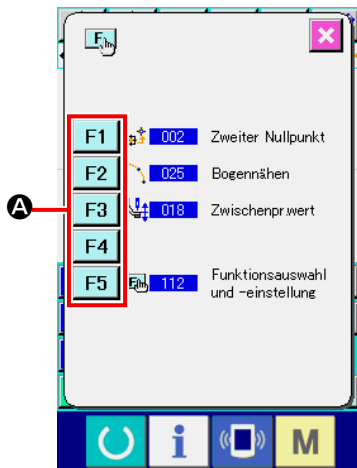 F
F1 002 Zweiter Nullpunkt
F2 025 Bogennähen
A F3 018 Zwischenpr.wert
F4
F5 F 112 Funktionsauswahl
und -einstellung
i M